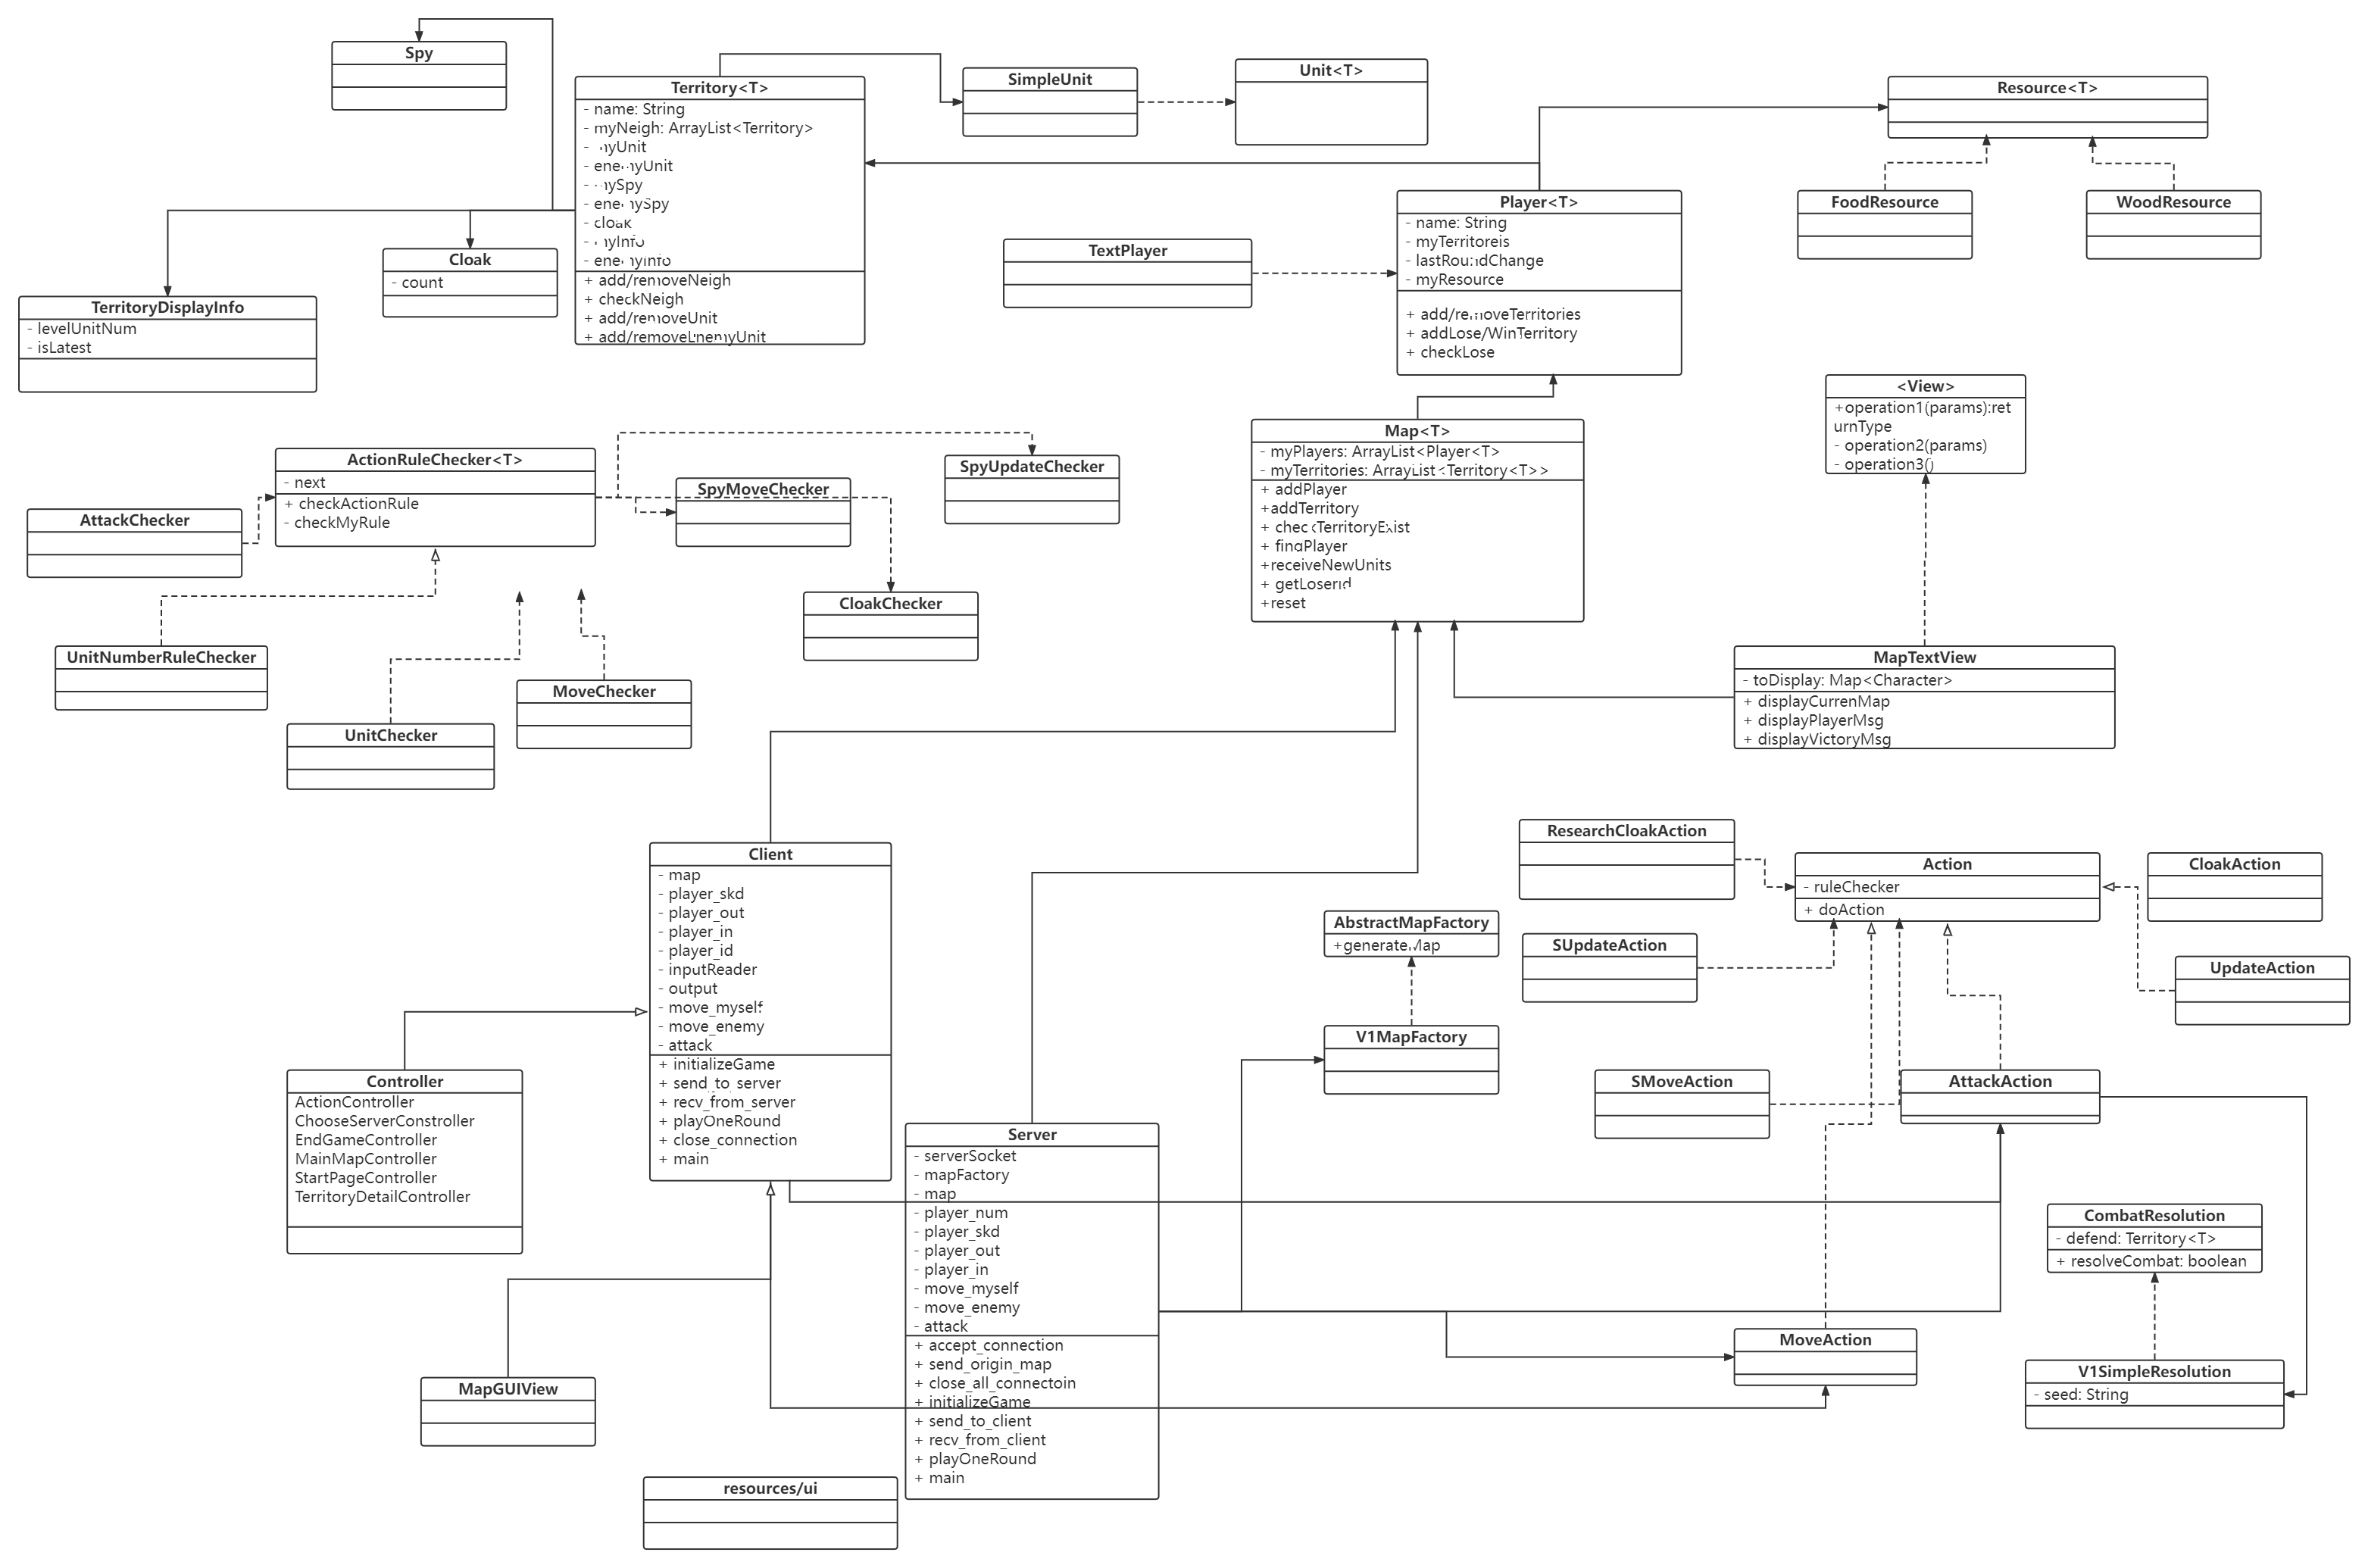 Spy
Territory<T>
- name: String
- myNeigh: ArrayList<Territory>
- myUnit
- enemyUnit
- mySpy
- enemySpy
- cloak
- myInfo
- enemyInfo
+ add/removeNeigh
+ checkNeigh
+ add/removeUnit
+ add/removeEnemyUnit
SimpleUnit
Unit<T>
Resource<T>
FoodResource
WoodResource
Player<T>
- name: String
- myTerritoreis
- lastRoundChange
- myResource
+ add/removeTerritories
+ addLose/WinTerritory
+ checkLose
TextPlayer
Cloak
- count
TerritoryDisplayInfo
- levelUnitNum
- isLatest
<View>
+operation1(params):ret
urnType
- operation2(params)
- operation3()
Map<T>
- myPlayers: ArrayList<Player<T>
- myTerritories: ArrayList<Territory<T>>
+ addPlayer
+addTerritory
+ checkTerritoryExist
+ findPlayer
+receiveNewUnits
+ getLoserId
+reset
ActionRuleChecker<T>
- next
+ checkActionRule
- checkMyRule
SpyUpdateChecker
SpyMoveChecker
AttackChecker
CloakChecker
UnitNumberRuleChecker
MoveChecker
UnitChecker
MapTextView
- toDisplay: Map<Character>
+ displayCurrenMap
+ displayPlayerMsg
+ displayVictoryMsg
Client
- map
- player_skd
- player_out
- player_in
- player_id
- inputReader
- output
- move_myself
- move_enemy
- attack
+ initializeGame
+ send_to_server
+ recv_from_server
+ playOneRound
+ close_connection
+ main
ResearchCloakAction
Action
- ruleChecker
+ doAction
CloakAction
AbstractMapFactory
+generateMap
SUpdateAction
UpdateAction
V1MapFactory
Controller
ActionController
ChooseServerConstroller
EndGameController
MainMapController
StartPageController
TerritoryDetailController
SMoveAction
AttackAction
Server
- serverSocket
- mapFactory
- map
- player_num
- player_skd
- player_out
- player_in
- move_myself
- move_enemy
- attack
+ accept_connection
+ send_origin_map
+ close_all_connectoin
+ initializeGame
+ send_to_client
+ recv_from_client
+ playOneRound
+ main
CombatResolution
- defend: Territory<T>
+ resolveCombat: boolean
MoveAction
V1SimpleResolution
- seed: String
MapGUIView
resources/ui